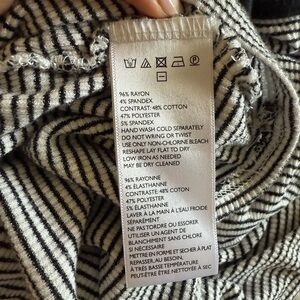 96% RAYON
4% SPANDEX
CONTRAST: 48% COTTON
47% POLYESTER
5% SPANDEX
HAND WASH COLD SEPARATELY
DO NOT WRING OR TWIST
USE ONLY NON-CHLORINE BLEACH
RESHAPE LAY FLAT TO DRY
LOW IRON AS NEEDED
MAY BE DRY CLEANED
96% RAYONNE
4% ÉLASTHANNE
CONTRASTE: 48% COTON
47% POLYESTER
5% ÉLASTHANNE
LAVER À LA MAIN À L'EAU FROIDE
SÉPARÉMENT
NE PAS TORDRE OU ESSORER
UTILISER UN AGENT DE
BLANCHIMENT SANS CHLORE
SI NÉCESSAIRE
METTRE EN FORME ET SÉCHER À PLAT
REPASSER AU BESOIN,
À TRÈS BASSE TEMPÉRATURE
PEUT-ÊTRE NETTOYÉ À SEC